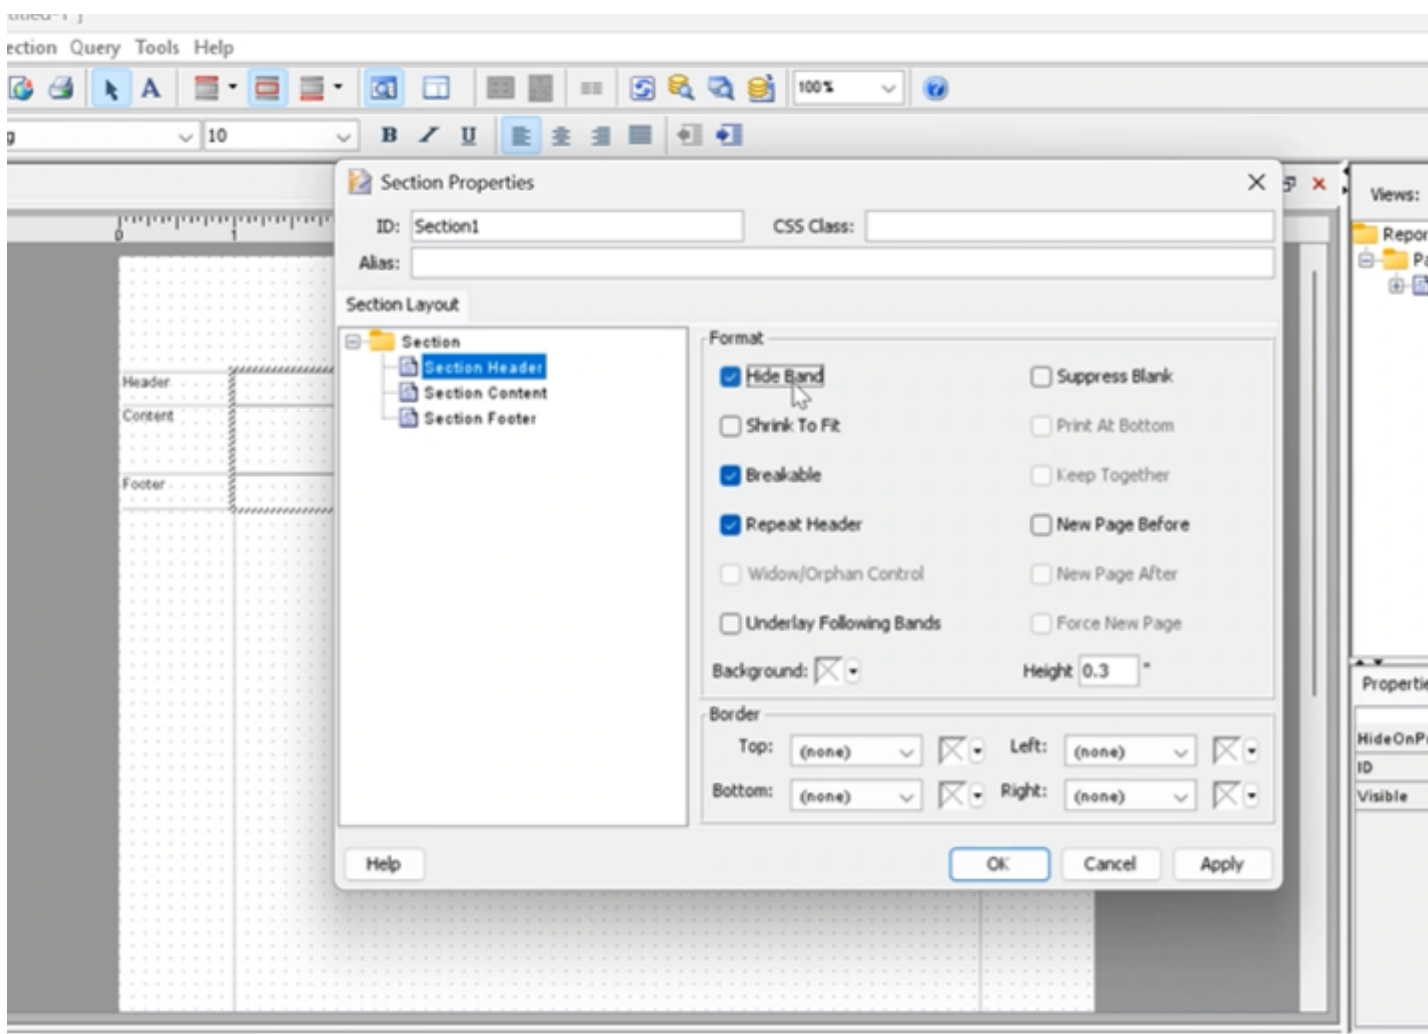 ection Query Tools Help
100%
10
B I U
Section Properties
Views:
ID: Section1 CSS Class:
Alias:
0 1
Section Layout
Section
Section Header
Section Content
Section Footer
Format
Hide Band Suppress Blank
Shrink To Fit Print At Bottom
Breakable Keep Together
Repeat Header New Page Before
Widow/Orphan Control New Page After
Underlay Following Bands Force New Page
Background: Height 0.3 "
Border
Top: (none) Left: (none)
Bottom: (none) Right: (none)
Help OK Cancel Apply
Header
Content
Footer
Repor
Pa
Propertie
HideOnP
ID
Visible